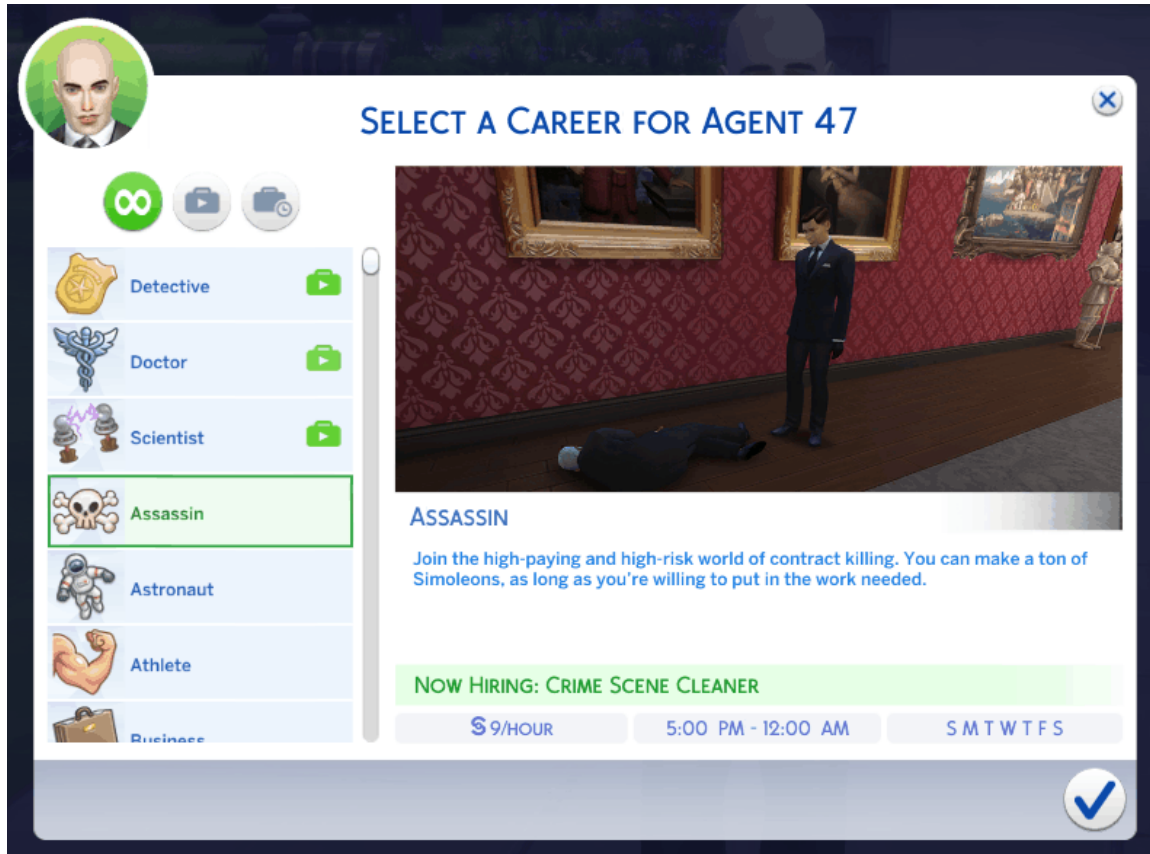 SELECT A CAREER FOR AGENT 47
Detective
Doctor
Scientist
Assassin
Astronaut
Athlete
Business
ASSASSIN
Join the high-paying and high-risk world of contract killing. You can make a ton of
Simoleons, as long as you're willing to put in the work needed.
NOW HIRING: CRIME SCENE CLEANER
§9/HOUR
5:00 PM - 12:00 AM
S M T W T F S